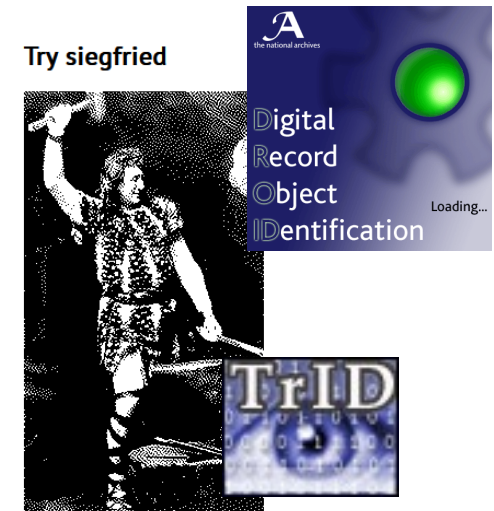 Try siegfried
A
the national archives
Digital
Record
Object
IDentification
Loading...
TrID